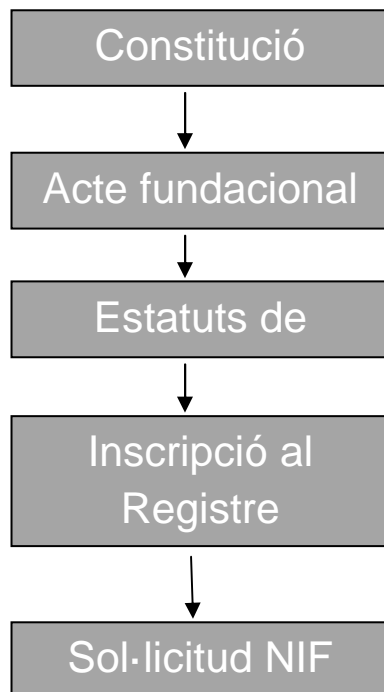 Constitució
Acte fundacional
Estatuts de
Inscripció al
Registre
Sol·licitud NIF